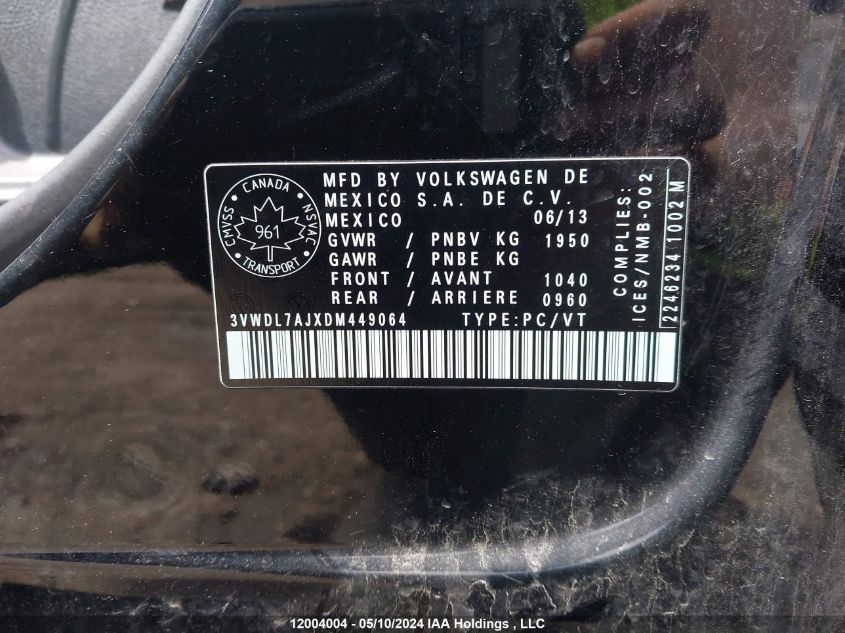 CANADA
CMVSS
NSVAC
961
TRANSPORT
MFD BY VOLKSWAGEN DE
MEXICO S.A. DE C.V.
MEXICO 06/13
GVWR / PNBV KG 1950
GAWR / PNBE KG
FRONT / AVANT 1040
REAR / ARRIERE 0960
3VWDL7AJXDM449064 TYPE:PC/VT
COMPLIES:
ICES/NMB-002
2246234 1002 M
12004004 - 05/10/2024 IAA Holdings , LLC